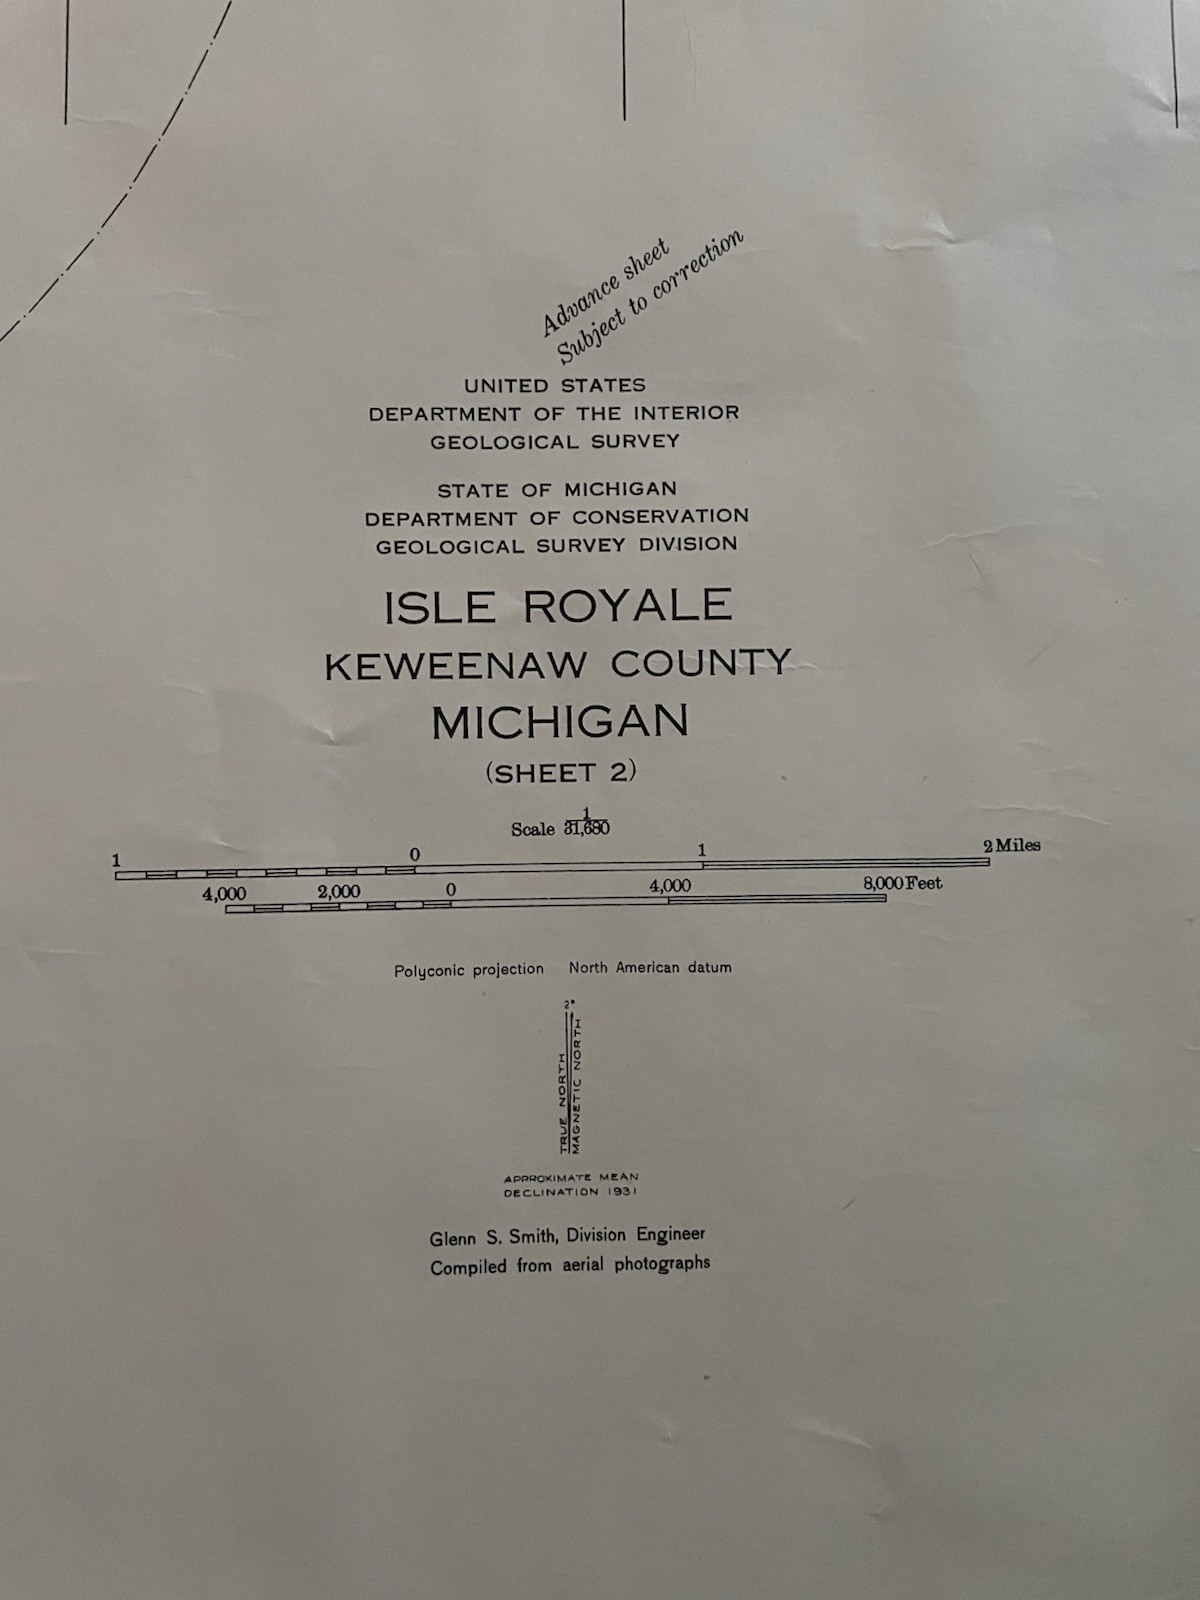 Advance sheet
Subject to correction
UNITED STATES
DEPARTMENT OF THE INTERIOR
GEOLOGICAL SURVEY
STATE OF MICHIGAN
DEPARTMENT OF CONSERVATION
GEOLOGICAL SURVEY DIVISION
ISLE ROYALE
KEWEENAW COUNTY
MICHIGAN
(SHEET 2)
Scale 1/31,680
1 0 1 2 Miles
4,000 2,000 0 4,000 8,000 Feet
Polyconic projection North American datum
2°
TRUE NORTH
MAGNETIC NORTH
APPROXIMATE MEAN
DECLINATION 1931
Glenn S. Smith, Division Engineer
Compiled from aerial photographs